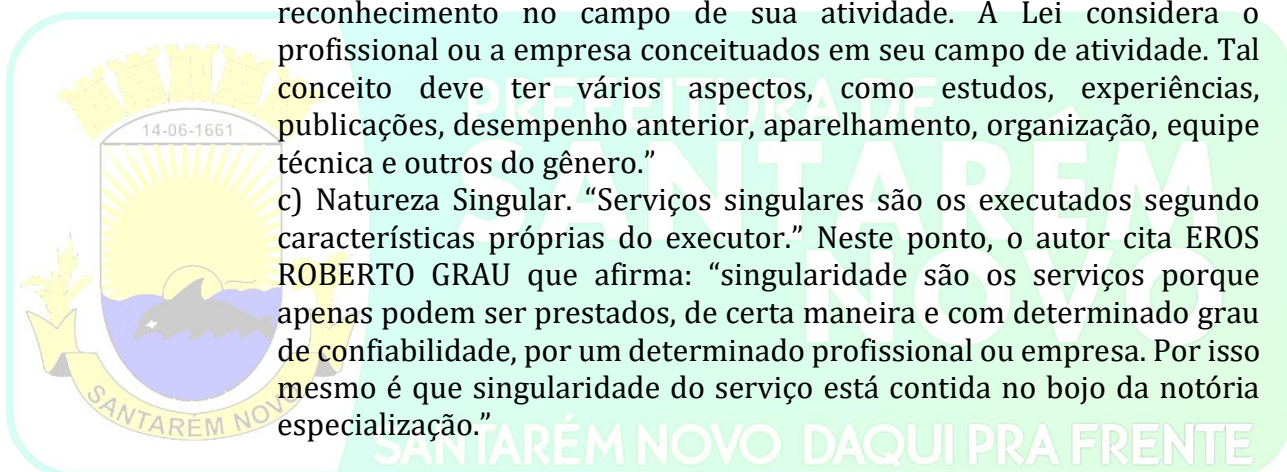 reconhecimento no campo de sua atividade. A Lei considera o
profissional ou a empresa conceituados em seu campo de atividade. Tal
conceito deve ter vários aspectos, como estudos, experiências,
publicações, desempenho anterior, aparelhamento, organização, equipe
técnica e outros do gênero.”
c) Natureza Singular. “Serviços singulares são os executados segundo
características próprias do executor.” Neste ponto, o autor cita EROS
ROBERTO GRAU que afirma: “singularidade são os serviços porque
apenas podem ser prestados, de certa maneira e com determinado grau
de confiabilidade, por um determinado profissional ou empresa. Por isso
mesmo é que singularidade do serviço está contida no bojo da notória
especialização.”
14-06-1661
SANTARÉM NOVO
PREFEITURA DE
SANTARÉM
NOVO
SANTARÉM NOVO DAQUI PRA FRENTE